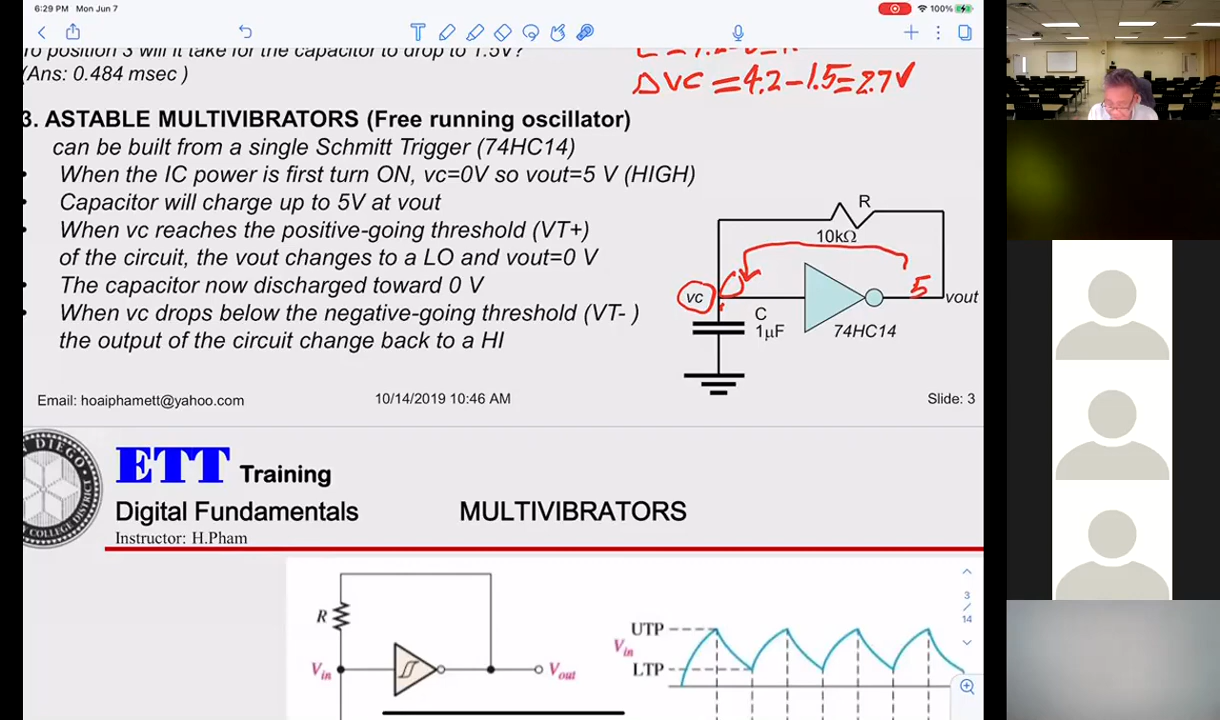 6:29 PM Mon Jun 7
100%
To position 3 will it take for the capacitor to drop to 1.5V?
(Ans: 0.484 msec )
ΔVC = 4.2-1.5=2.7V
3. ASTABLE MULTIVIBRATORS (Free running oscillator)
can be built from a single Schmitt Trigger (74HC14)
• When the IC power is first turn ON, vc=0V so vout=5 V (HIGH)
• Capacitor will charge up to 5V at vout
• When vc reaches the positive-going threshold (VT+)
of the circuit, the vout changes to a LO and vout=0 V
• The capacitor now discharged toward 0 V
• When vc drops below the negative-going threshold (VT- )
the output of the circuit change back to a HI
R
10kΩ
vc
0
5
vout
C
1µF
74HC14
Email: hoaiphamett@yahoo.com
10/14/2019 10:46 AM
Slide: 3
ETT Training
Digital Fundamentals
MULTIVIBRATORS
Instructor: H.Pham
R
Vin
Vout
UTP
Vin
LTP
3
/
14